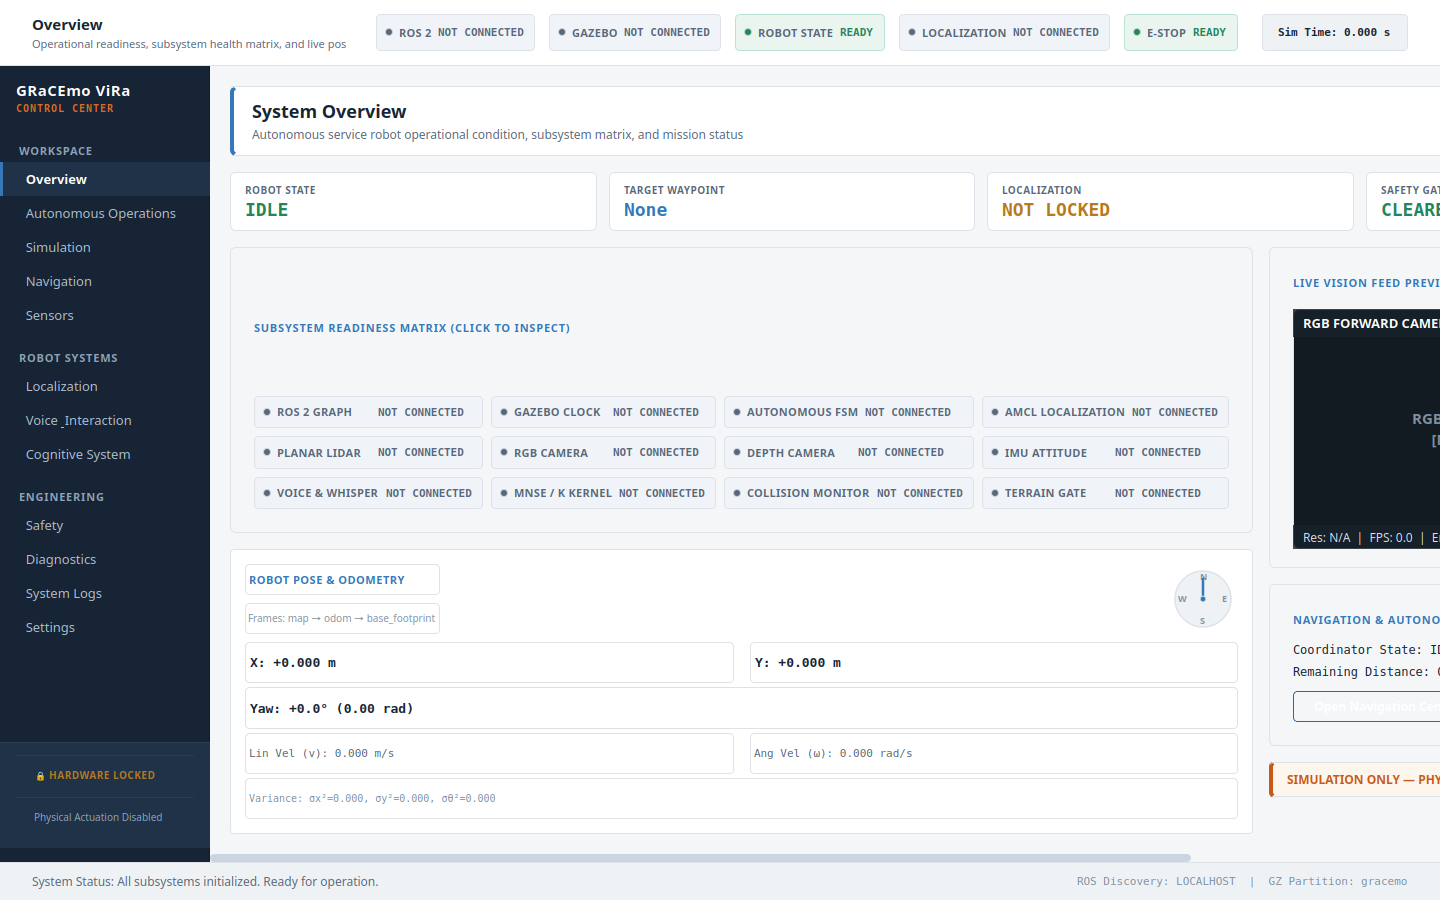 Overview
Operational readiness, subsystem health matrix, and live pos
ROS 2 NOT CONNECTED
GAZEBO NOT CONNECTED
ROBOT STATE READY
LOCALIZATION NOT CONNECTED
E-STOP READY
Sim Time: 0.000 s
GRaCEmo ViRa
CONTROL CENTER
WORKSPACE
Overview
Autonomous Operations
Simulation
Navigation
Sensors
ROBOT SYSTEMS
Localization
Voice _Interaction
Cognitive System
ENGINEERING
Safety
Diagnostics
System Logs
Settings
HARDWARE LOCKED
Physical Actuation Disabled
System Overview
Autonomous service robot operational condition, subsystem matrix, and mission status
ROBOT STATE
IDLE
TARGET WAYPOINT
None
LOCALIZATION
NOT LOCKED
SAFETY GAT
CLEARE
SUBSYSTEM READINESS MATRIX (CLICK TO INSPECT)
ROS 2 GRAPH NOT CONNECTED
GAZEBO CLOCK NOT CONNECTED
AUTONOMOUS FSM NOT CONNECTED
AMCL LOCALIZATION NOT CONNECTED
PLANAR LIDAR NOT CONNECTED
RGB CAMERA NOT CONNECTED
DEPTH CAMERA NOT CONNECTED
IMU ATTITUDE NOT CONNECTED
VOICE & WHISPER NOT CONNECTED
MNSE / K KERNEL NOT CONNECTED
COLLISION MONITOR NOT CONNECTED
TERRAIN GATE NOT CONNECTED
ROBOT POSE & ODOMETRY
Frames: map → odom → base_footprint
N
W E
S
X: +0.000 m
Y: +0.000 m
Yaw: +0.0° (0.00 rad)
Lin Vel (v): 0.000 m/s
Ang Vel (ω): 0.000 rad/s
Variance: σx²=0.000, σy²=0.000, σθ²=0.000
LIVE VISION FEED PREVI
RGB FORWARD CAME
RGB
Res: N/A | FPS: 0.0 |
NAVIGATION & AUTONO
Coordinator State: ID
Remaining Distance:
Open Navigation Cen
SIMULATION ONLY — PHY
System Status: All subsystems initialized. Ready for operation.
ROS Discovery: LOCALHOST | GZ Partition: gracemo